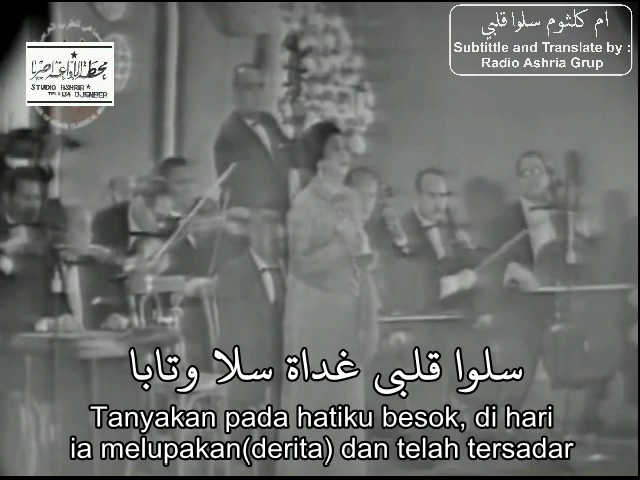 ام كلثوم سلوا قلبي
Subtittle and Translate by :
Radio Ashria Grup
STUDIO ASHRIA
سلوا قلبى غداة سلا وتابا
Tanyakan pada hatiku besok, di hari
ia melupakan(derita) dan telah tersadar